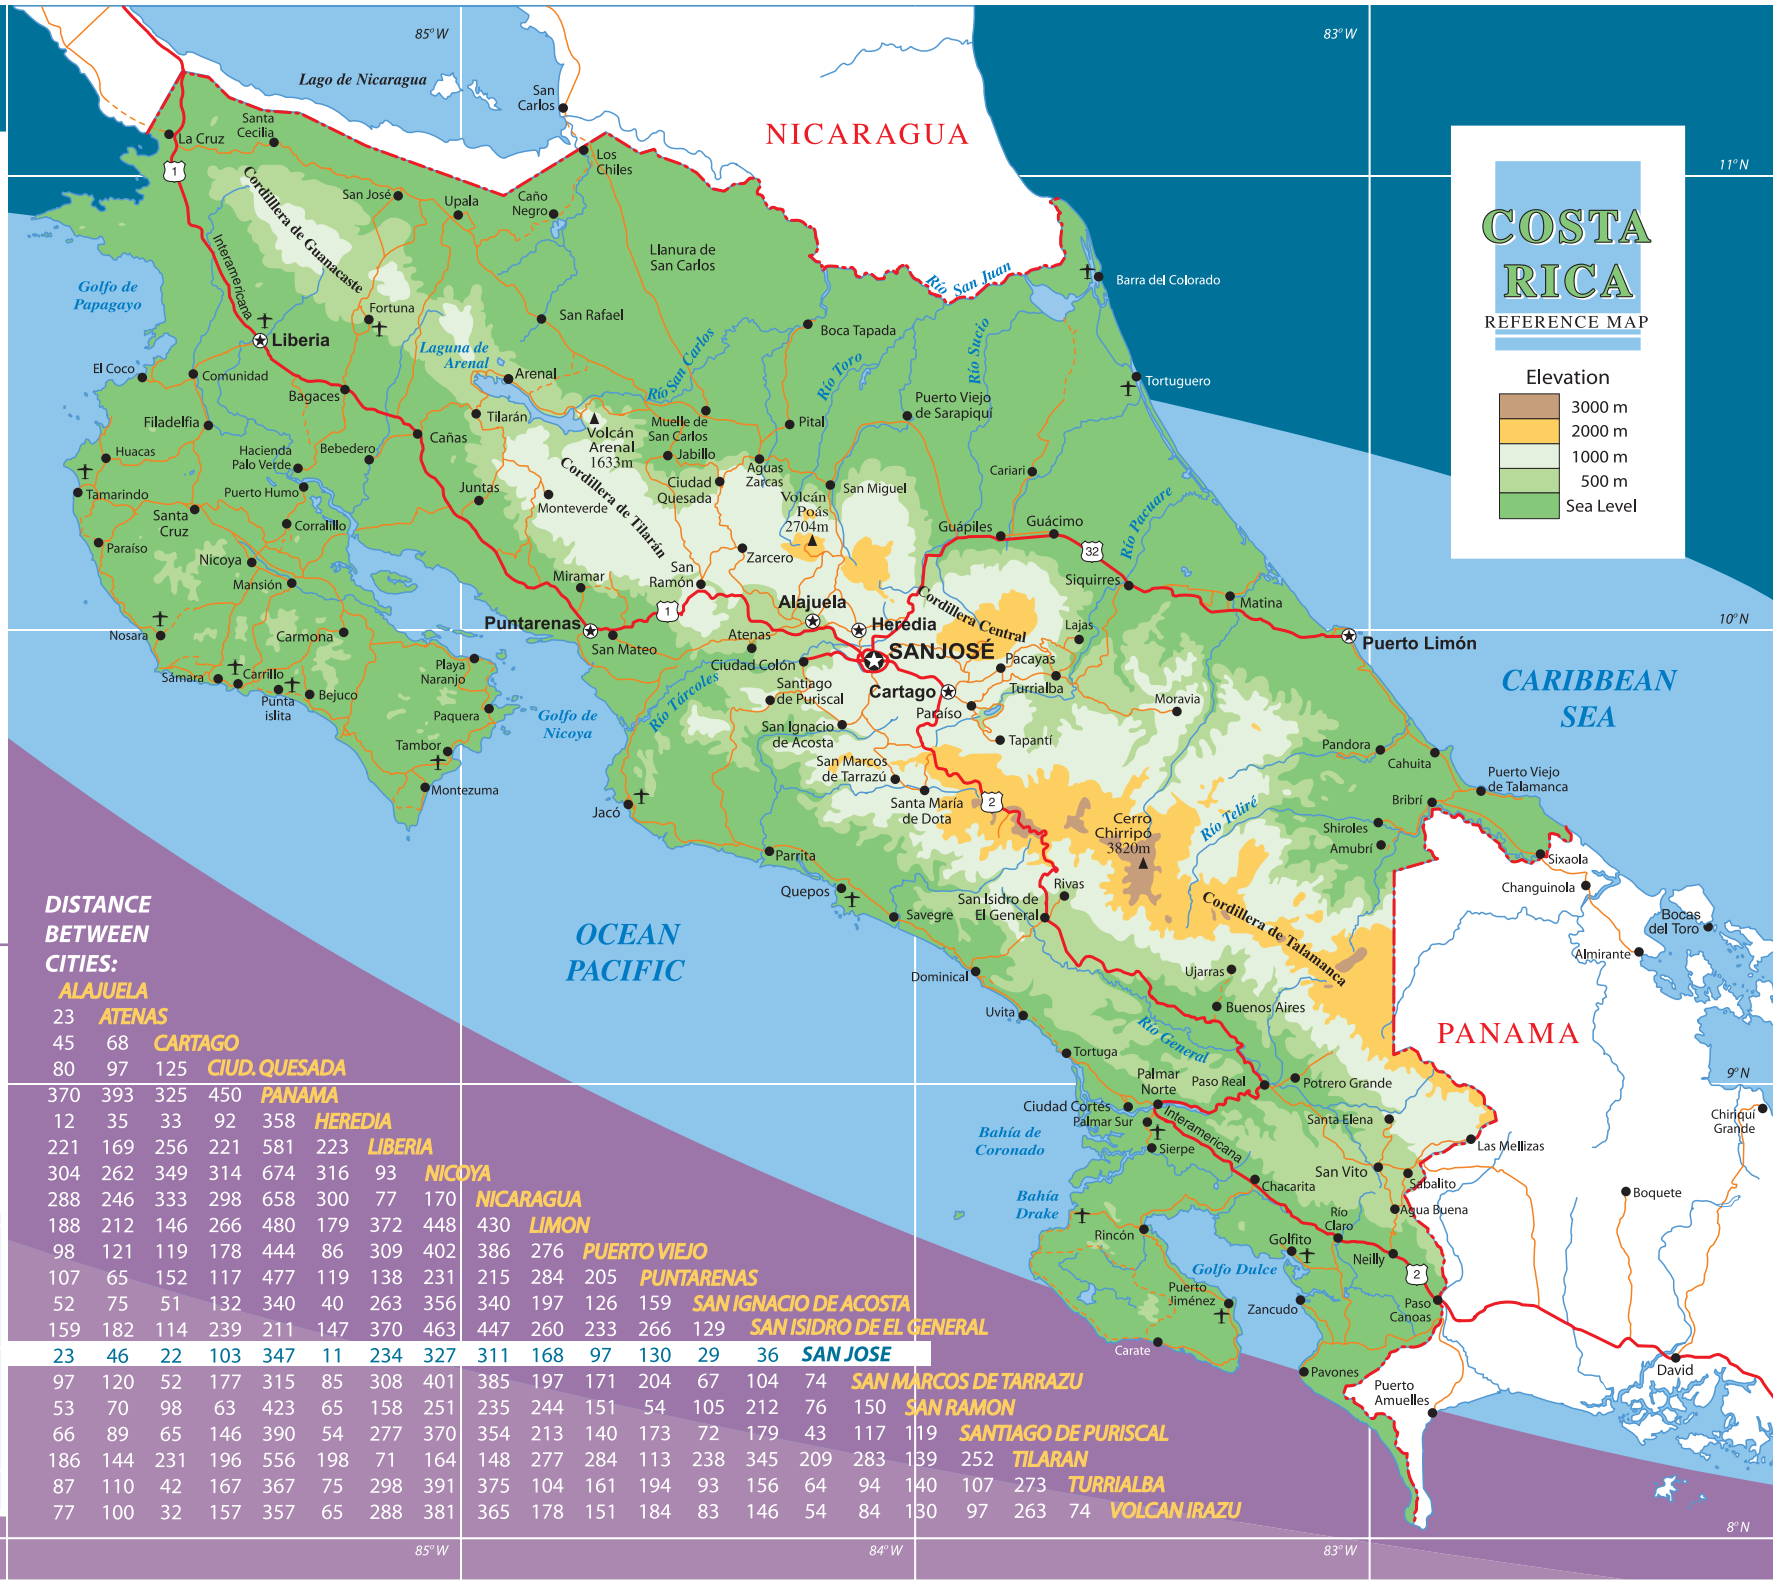 85° W
83° W
Lago de Nicaragua
San
Carlos
NICARAGUA
La Cruz
Santa
Cecilia
Los
Chiles
11° N
1
Cordilllera de Guanacaste
San José
Upala
Caño
Negro
Interamericana
Llanura de
San Carlos
COSTA
RICA
REFERENCE MAP
Golfo de
Papagayo
Río San Juan
Barra del Colorado
Fortuna
San Rafael
Boca Tapada
Liberia
Laguna de
Arenal
Río San Carlos
Río Toro
Río Sucio
El Coco
Comunidad
Arenal
Tortuguero
Elevation
3000 m
2000 m
1000 m
500 m
Sea Level
Bagaces
Tilarán
Muelle de
San Carlos
Pital
Puerto Viejo
de Sarapiquí
Filadelfia
Cañas
Volcán
Arenal
1633m
Jabillo
Huacas
Hacienda
Palo Verde
Bebedero
Cordillera de Tilarán
Ciudad
Quesada
Aguas
Zarcas
Cariari
Tamarindo
Puerto Humo
Juntas
Monteverde
Volcán
Poás
2704m
San Miguel
Río Pacuare
Santa
Cruz
Corralillo
Guápiles
Guácimo
32
Paraíso
Nicoya
Mansión
Zarcero
Miramar
San
Ramón
Siquirres
Cordillera Central
Matina
1
Alajuela
Puntarenas
Heredia
10° N
Nosara
Carmona
San Mateo
Atenas
SANJOSÉ
Lajas
Puerto Limón
Ciudad Colón
Pacayas
Playa
Naranjo
Sámara
Carrillo
Punta
islita
Bejuco
Santiago
de Puriscal
Cartago
Turrialba
CARIBBEAN
SEA
Río Tárcoles
Paraíso
Moravia
Paquera
Golfo de
Nicoya
San Ignacio
de Acosta
Tapantí
Pandora
Cahuita
Tambor
San Marcos
de Tarrazú
Puerto Viejo
de Talamanca
Montezuma
Jacó
Santa María
de Dota
2
Cerro
Chirripó
3820m
Río Teliré
Bribrí
Shiroles
Amubrí
Parrita
Sixaola
Changuinola
Quepos
Rivas
San Isidro de
El General
Savegre
Cordillera de Talamanca
Bocas
del Toro
OCEAN
PACIFIC
Almirante
Dominical
Ujarras
Buenos Aires
Uvita
Río General
PANAMA
Tortuga
Palmar
Norte
Paso Real
Potrero Grande
9° N
Ciudad Cortés
Palmar Sur
Interamericana
Santa Elena
Chiriquí
Grande
Bahía de
Coronado
Sierpe
Las Mellizas
San Vito
Sabalito
Chacarita
Bahía
Drake
Boquete
Rincón
Río
Claro
Agua Buena
Golfito
Neilly
Golfo Dulce
2
Puerto
Jiménez
Zancudo
Paso
Canoas
Carate
Pavones
David
Puerto
Amuelles
8° N
85° W
84° W
83° W
DISTANCE
BETWEEN
CITIES:
ALAJUELA
23 ATENAS
45 68 CARTAGO
80 97 125 CIUD. QUESADA
370 393 325 450 PANAMA
12 35 33 92 358 HEREDIA
221 169 256 221 581 223 LIBERIA
304 262 349 314 674 316 93 NICOYA
288 246 333 298 658 300 77 170 NICARAGUA
188 212 146 266 480 179 372 448 430 LIMON
98 121 119 178 444 86 309 402 386 276 PUERTO VIEJO
107 65 152 117 477 119 138 231 215 284 205 PUNTARENAS
52 75 51 132 340 40 263 356 340 197 126 159 SAN IGNACIO DE ACOSTA
159 182 114 239 211 147 370 463 447 260 233 266 129 SAN ISIDRO DE EL GENERAL
23 46 22 103 347 11 234 327 311 168 97 130 29 36 SAN JOSE
97 120 52 177 315 85 308 401 385 197 171 204 67 104 74 SAN MARCOS DE TARRAZU
53 70 98 63 423 65 158 251 235 244 151 54 105 212 76 150 SAN RAMON
66 89 65 146 390 54 277 370 354 213 140 173 72 179 43 117 119 SANTIAGO DE PURISCAL
186 144 231 196 556 198 71 164 148 277 284 113 238 345 209 283 139 252 TILARAN
87 110 42 167 367 75 298 391 375 104 161 194 93 156 64 94 140 107 273 TURRIALBA
77 100 32 157 357 65 288 381 365 178 151 184 83 146 54 84 130 97 263 74 VOLCAN IRAZU